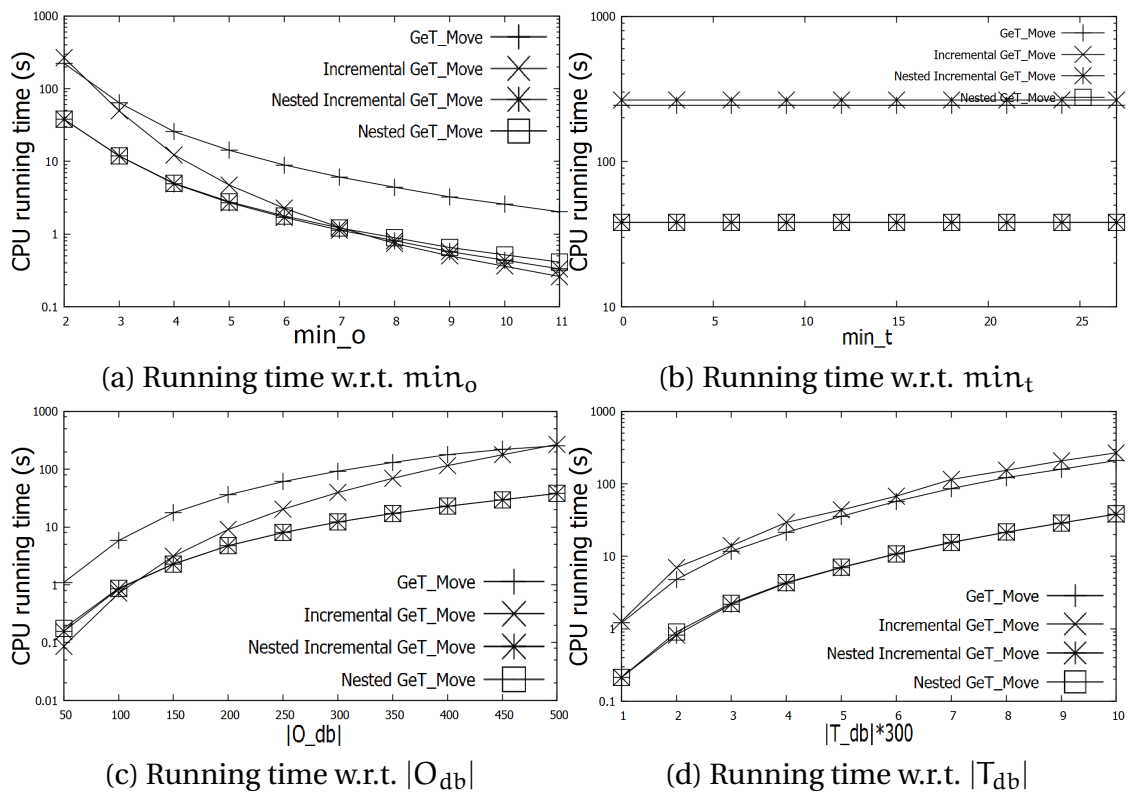 1000
100
10
1
0.1
CPU running time (s)
GeT_Move
Incremental GeT_Move
Nested Incremental GeT_Move
Nested GeT_Move
2 3 4 5 6 7 8 9 10 11
min_o
(a) Running time w.r.t. min_o
1000
100
10
CPU running time (s)
GeT_Move
Incremental GeT_Move
Nested Incremental GeT_Move
Nested GeT_Move
0 5 10 15 20 25
min_t
(b) Running time w.r.t. min_t
1000
100
10
1
0.1
0.01
CPU running time (s)
GeT_Move
Incremental GeT_Move
Nested Incremental GeT_Move
Nested GeT_Move
50 100 150 200 250 300 350 400 450 500
|O_db|
(c) Running time w.r.t. |O_db|
1000
100
10
1
0.1
CPU running time (s)
GeT_Move
Incremental GeT_Move
Nested Incremental GeT_Move
Nested GeT_Move
1 2 3 4 5 6 7 8 9 10
|T_db|*300
(d) Running time w.r.t. |T_db|